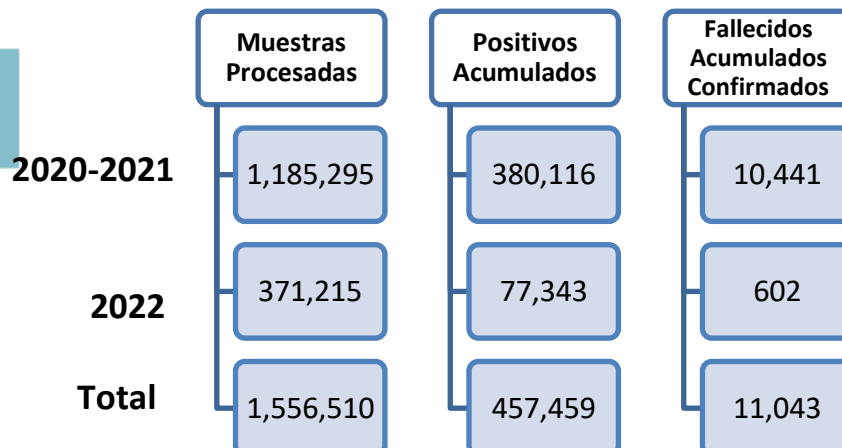 Muestras
Procesadas
Positivos
Acumulados
Fallecidos
Acumulados
Confirmados
2020-2021
1,185,295
380,116
10,441
2022
371,215
77,343
602
Total
1,556,510
457,459
11,043